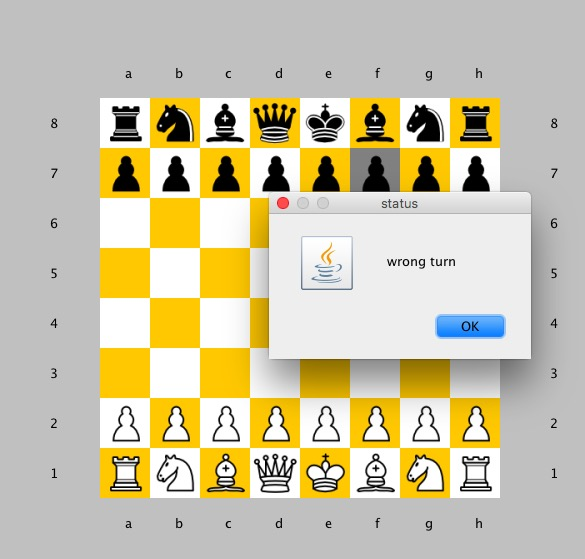 a b c d e f g h
8 8
7 7
status
6 6
wrong turn
5 5
OK
4 4
3 3
2 2
1 1
a b c d e f g h